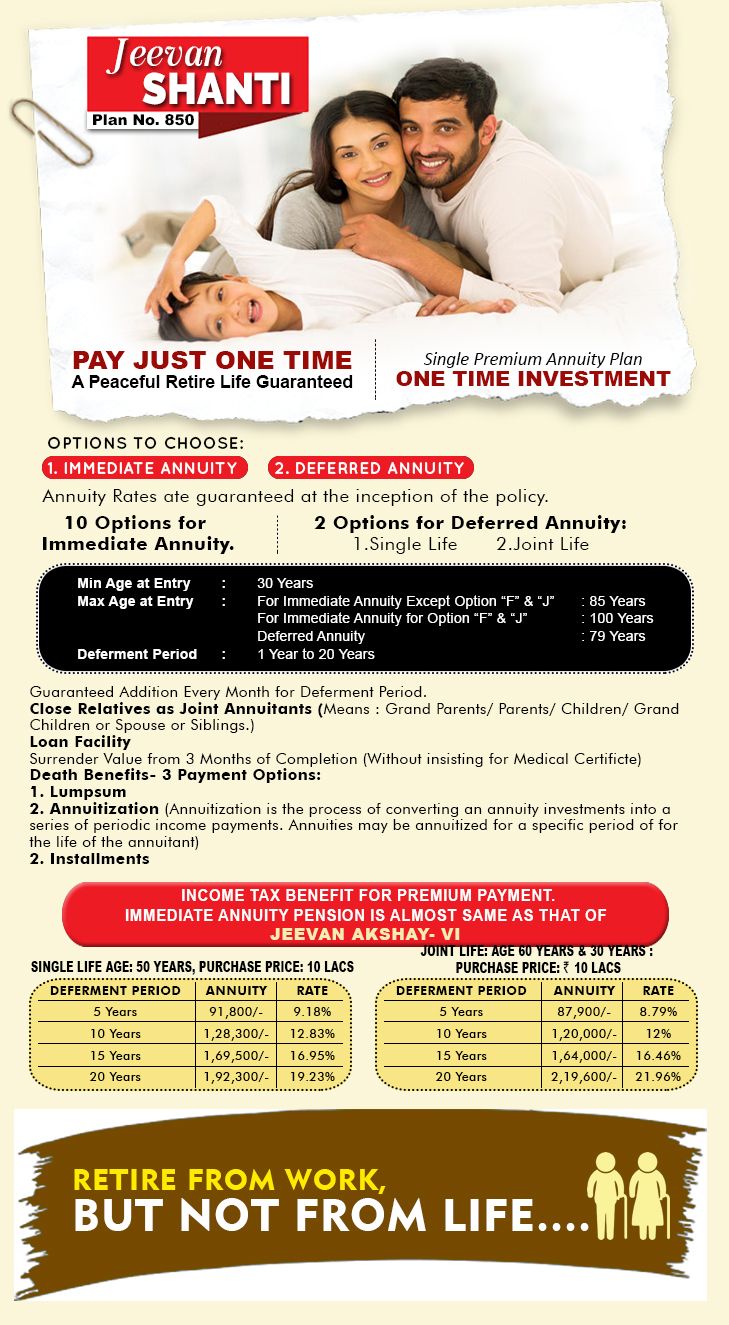 Jeevan
SHANTI
Plan No. 850
PAY JUST ONE TIME
A Peaceful Retire Life Guaranteed
Single Premium Annuity Plan
ONE TIME INVESTMENT
OPTIONS TO CHOOSE:
1. IMMEDIATE ANNUITY 2. DEFERRED ANNUITY
Annuity Rates ate guaranteed at the inception of the policy.
10 Options for
Immediate Annuity.
2 Options for Deferred Annuity:
1.Single Life 2.Joint Life
Min Age at Entry : 30 Years
Max Age at Entry : For Immediate Annuity Except Option “F” & “J” : 85 Years
For Immediate Annuity for Option “F” & “J” : 100 Years
Deferred Annuity : 79 Years
Deferment Period : 1 Year to 20 Years
Guaranteed Addition Every Month for Deferment Period.
Close Relatives as Joint Annuitants (Means : Grand Parents/ Parents/ Children/ Grand
Children or Spouse or Siblings.)
Loan Facility
Surrender Value from 3 Months of Completion (Without insisting for Medical Certificte)
Death Benefits- 3 Payment Options:
1. Lumpsum
2. Annuitization (Annuitization is the process of converting an annuity investments into a
series of periodic income payments. Annuities may be annuitized for a specific period of for
the life of the annuitant)
2. Installments
INCOME TAX BENEFIT FOR PREMIUM PAYMENT.
IMMEDIATE ANNUITY PENSION IS ALMOST SAME AS THAT OF
JEEVAN AKSHAY- VI
SINGLE LIFE AGE: 50 YEARS, PURCHASE PRICE: 10 LACS
DEFERMENT PERIOD ANNUITY RATE
5 Years 91,800/- 9.18%
10 Years 1,28,300/- 12.83%
15 Years 1,69,500/- 16.95%
20 Years 1,92,300/- 19.23%
JOINT LIFE: AGE 60 YEARS & 30 YEARS :
PURCHASE PRICE: ₹ 10 LACS
DEFERMENT PERIOD ANNUITY RATE
5 Years 87,900/- 8.79%
10 Years 1,20,000/- 12%
15 Years 1,64,000/- 16.46%
20 Years 2,19,600/- 21.96%
RETIRE FROM WORK,
BUT NOT FROM LIFE....